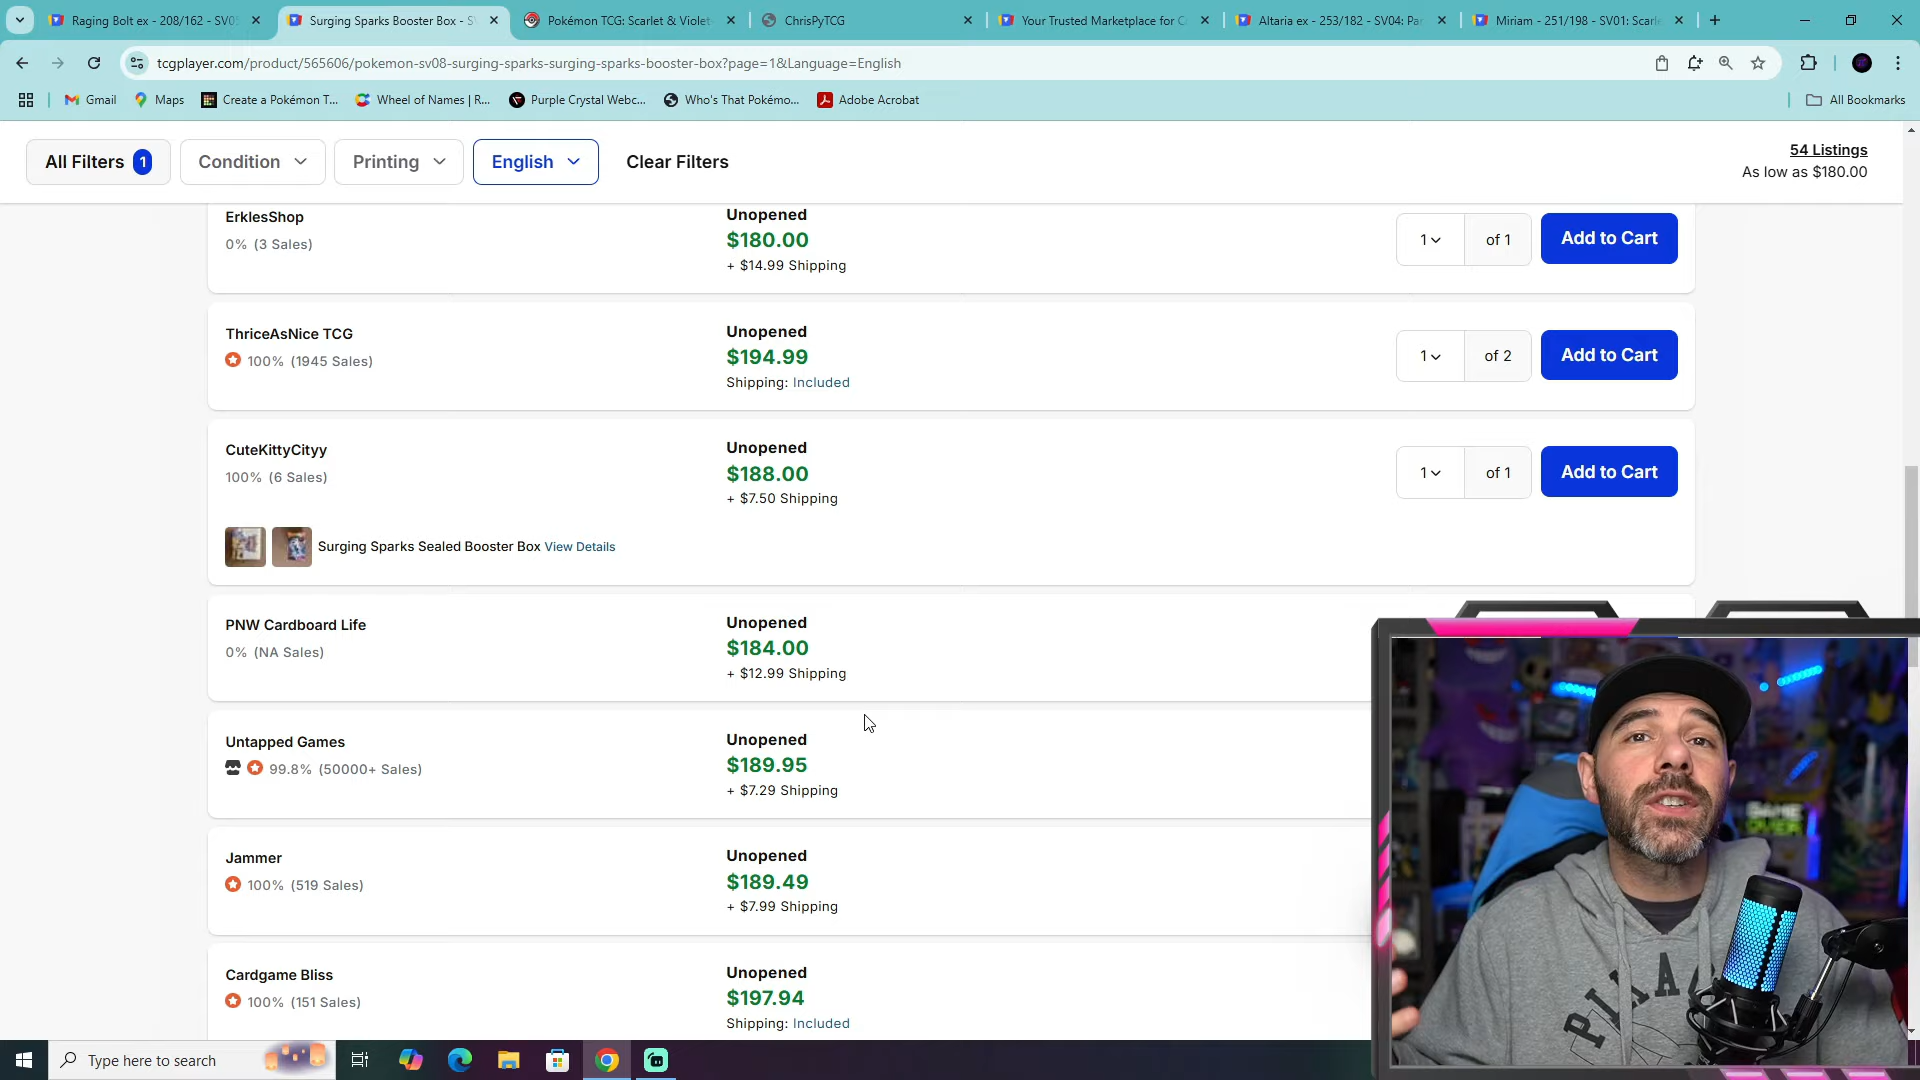 Raging Bolt ex - 208/162 - SV05
Surging Sparks Booster Box - SV
Pokémon TCG: Scarlet & Violet-
ChrisPyTCG
Your Trusted Marketplace for C
Altaria ex - 253/182 - SV04: Par
Miriam - 251/198 - SV01: Scarle
tcgplayer.com/product/565606/pokemon-sv08-surging-sparks-surging-sparks-booster-box?page=1&Language=English
Gmail
Maps
Create a Pokémon T...
Wheel of Names | R...
Purple Crystal Webc...
Who's That Pokémo...
Adobe Acrobat
All Bookmarks
All Filters 1
Condition
Printing
English
Clear Filters
54 Listings
As low as $180.00
ErklesShop
0% (3 Sales)
Unopened
$180.00
+ $14.99 Shipping
1 of 1
Add to Cart
ThriceAsNice TCG
100% (1945 Sales)
Unopened
$194.99
Shipping: Included
1 of 2
Add to Cart
CuteKittyCityy
100% (6 Sales)
Unopened
$188.00
+ $7.50 Shipping
1 of 1
Add to Cart
Surging Sparks Sealed Booster Box View Details
PNW Cardboard Life
0% (NA Sales)
Unopened
$184.00
+ $12.99 Shipping
Untapped Games
99.8% (50000+ Sales)
Unopened
$189.95
+ $7.29 Shipping
Jammer
100% (519 Sales)
Unopened
$189.49
+ $7.99 Shipping
Cardgame Bliss
100% (151 Sales)
Unopened
$197.94
Shipping: Included
GAME
OVER
Type here to search